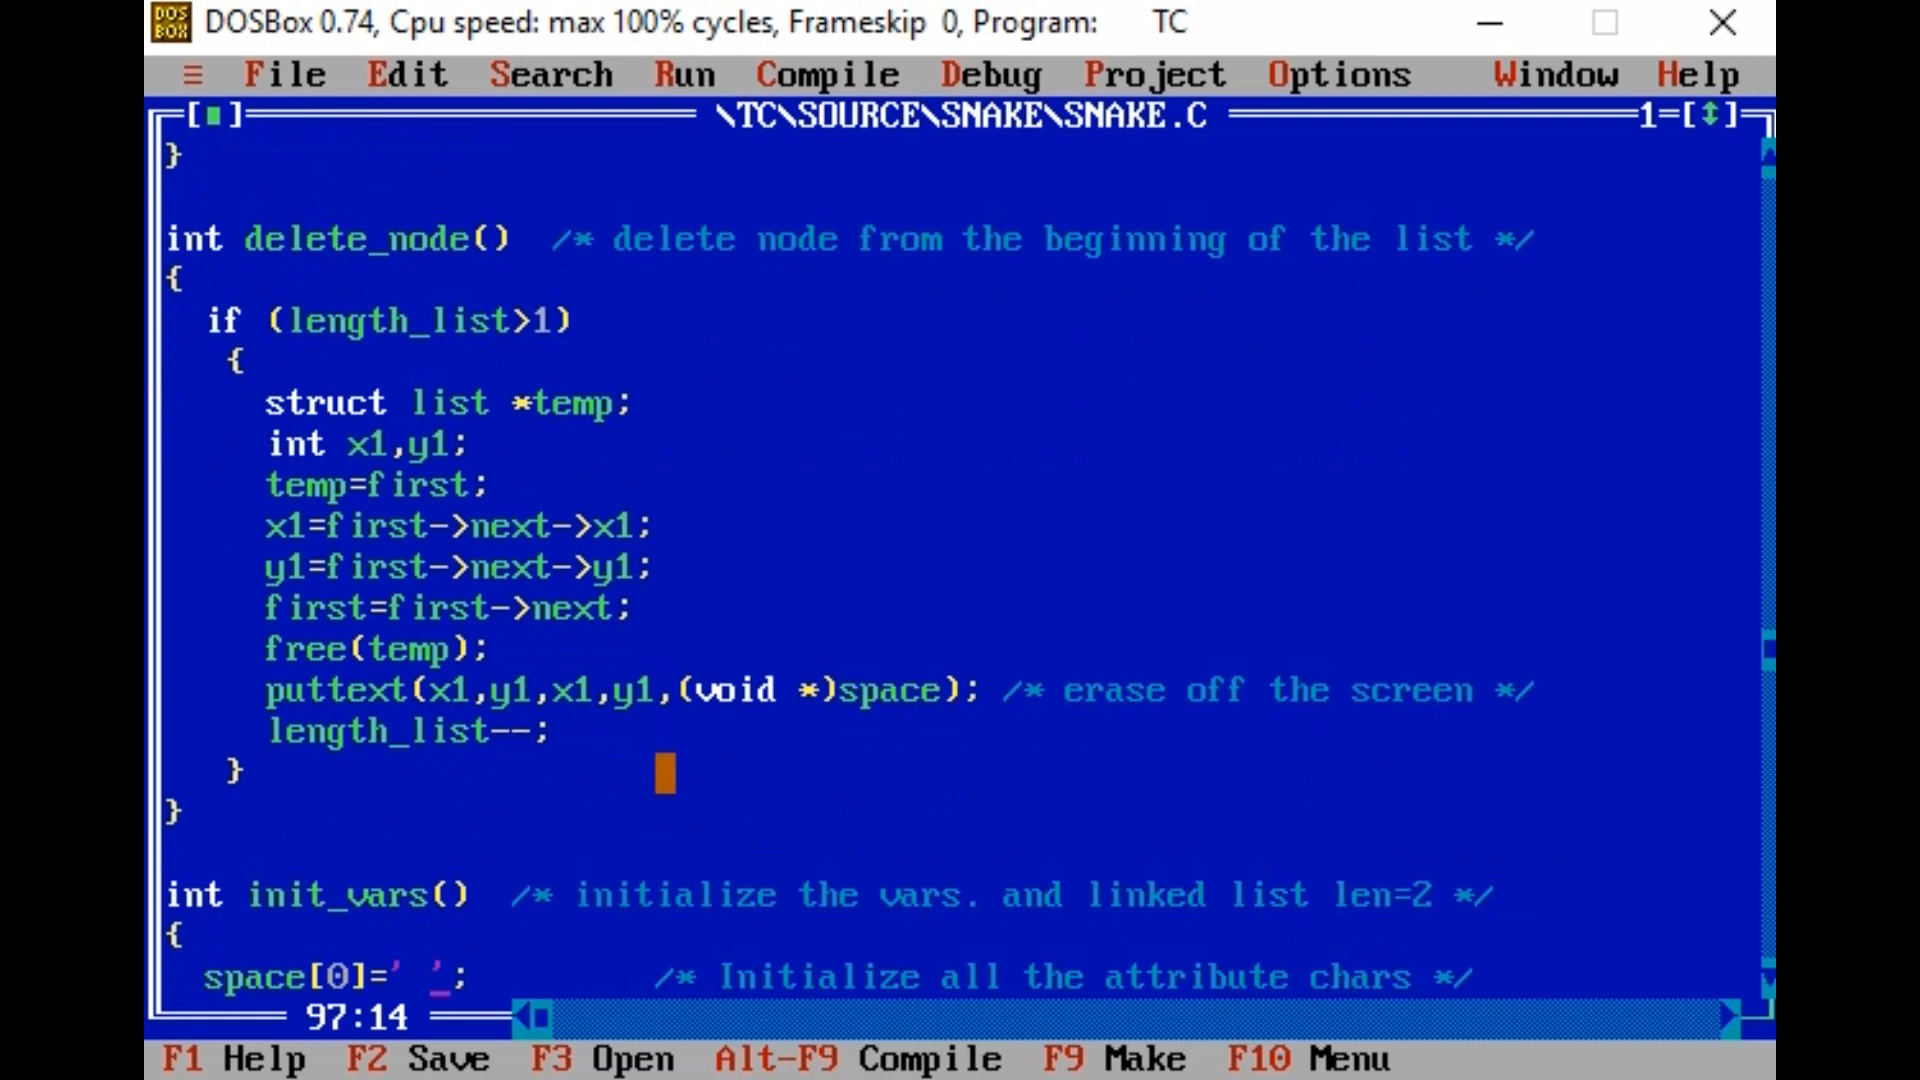 DOS BOX DOSBox 0.74, Cpu speed: max 100% cycles, Frameskip 0, Program: TC
≡ File Edit Search Run Compile Debug Project Options Window Help
[■] \TC\SOURCE\SNAKE\SNAKE.C 1=[↕]
}
int delete_node() /* delete node from the beginning of the list */
{
if (length_list>1)
{
struct list *temp;
int x1,y1;
temp=first;
x1=first->next->x1;
y1=first->next->y1;
first=first->next;
free(temp);
puttext(x1,y1,x1,y1,(void *)space); /* erase off the screen */
length_list--;
}
}
int init_vars() /* initialize the vars. and linked list len=2 */
{
space[0]=' '; /* Initialize all the attribute chars */
97:14
F1 Help F2 Save F3 Open Alt-F9 Compile F9 Make F10 Menu